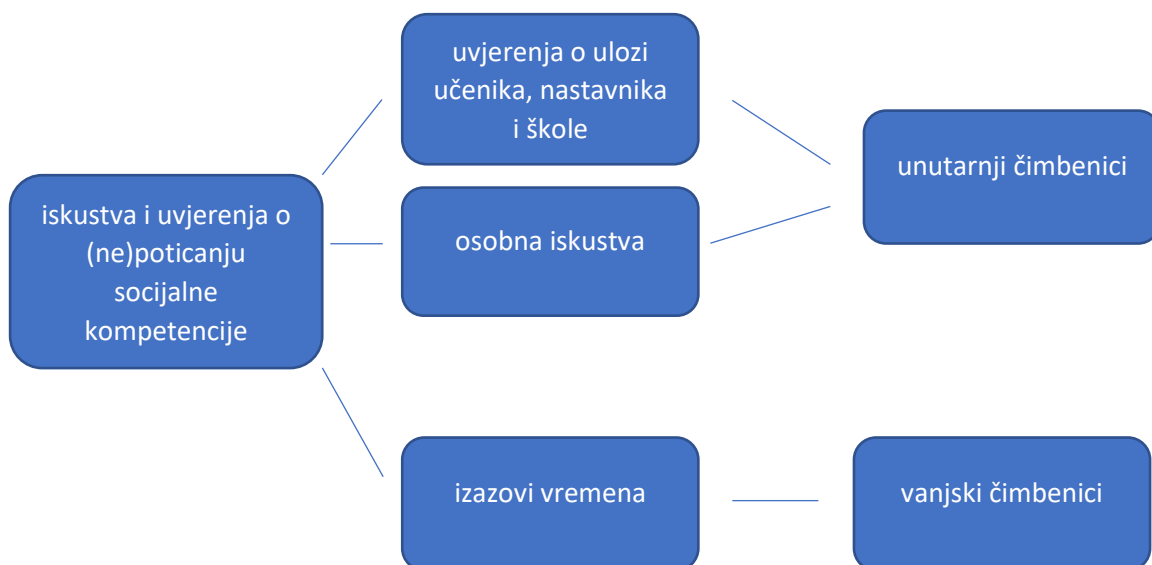 uvjerenja o ulozi
učenika, nastavnika
i škole
unutarnji čimbenici
iskustva i uvjerenja o
(ne)poticanju
socijalne
kompetencije
osobna iskustva
izazovi vremena
vanjski čimbenici